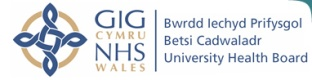 GIG
CYMRU
NHS
WALES
Bwrdd Iechyd Prifysgol
Betsi Cadwaladr
University Health Board